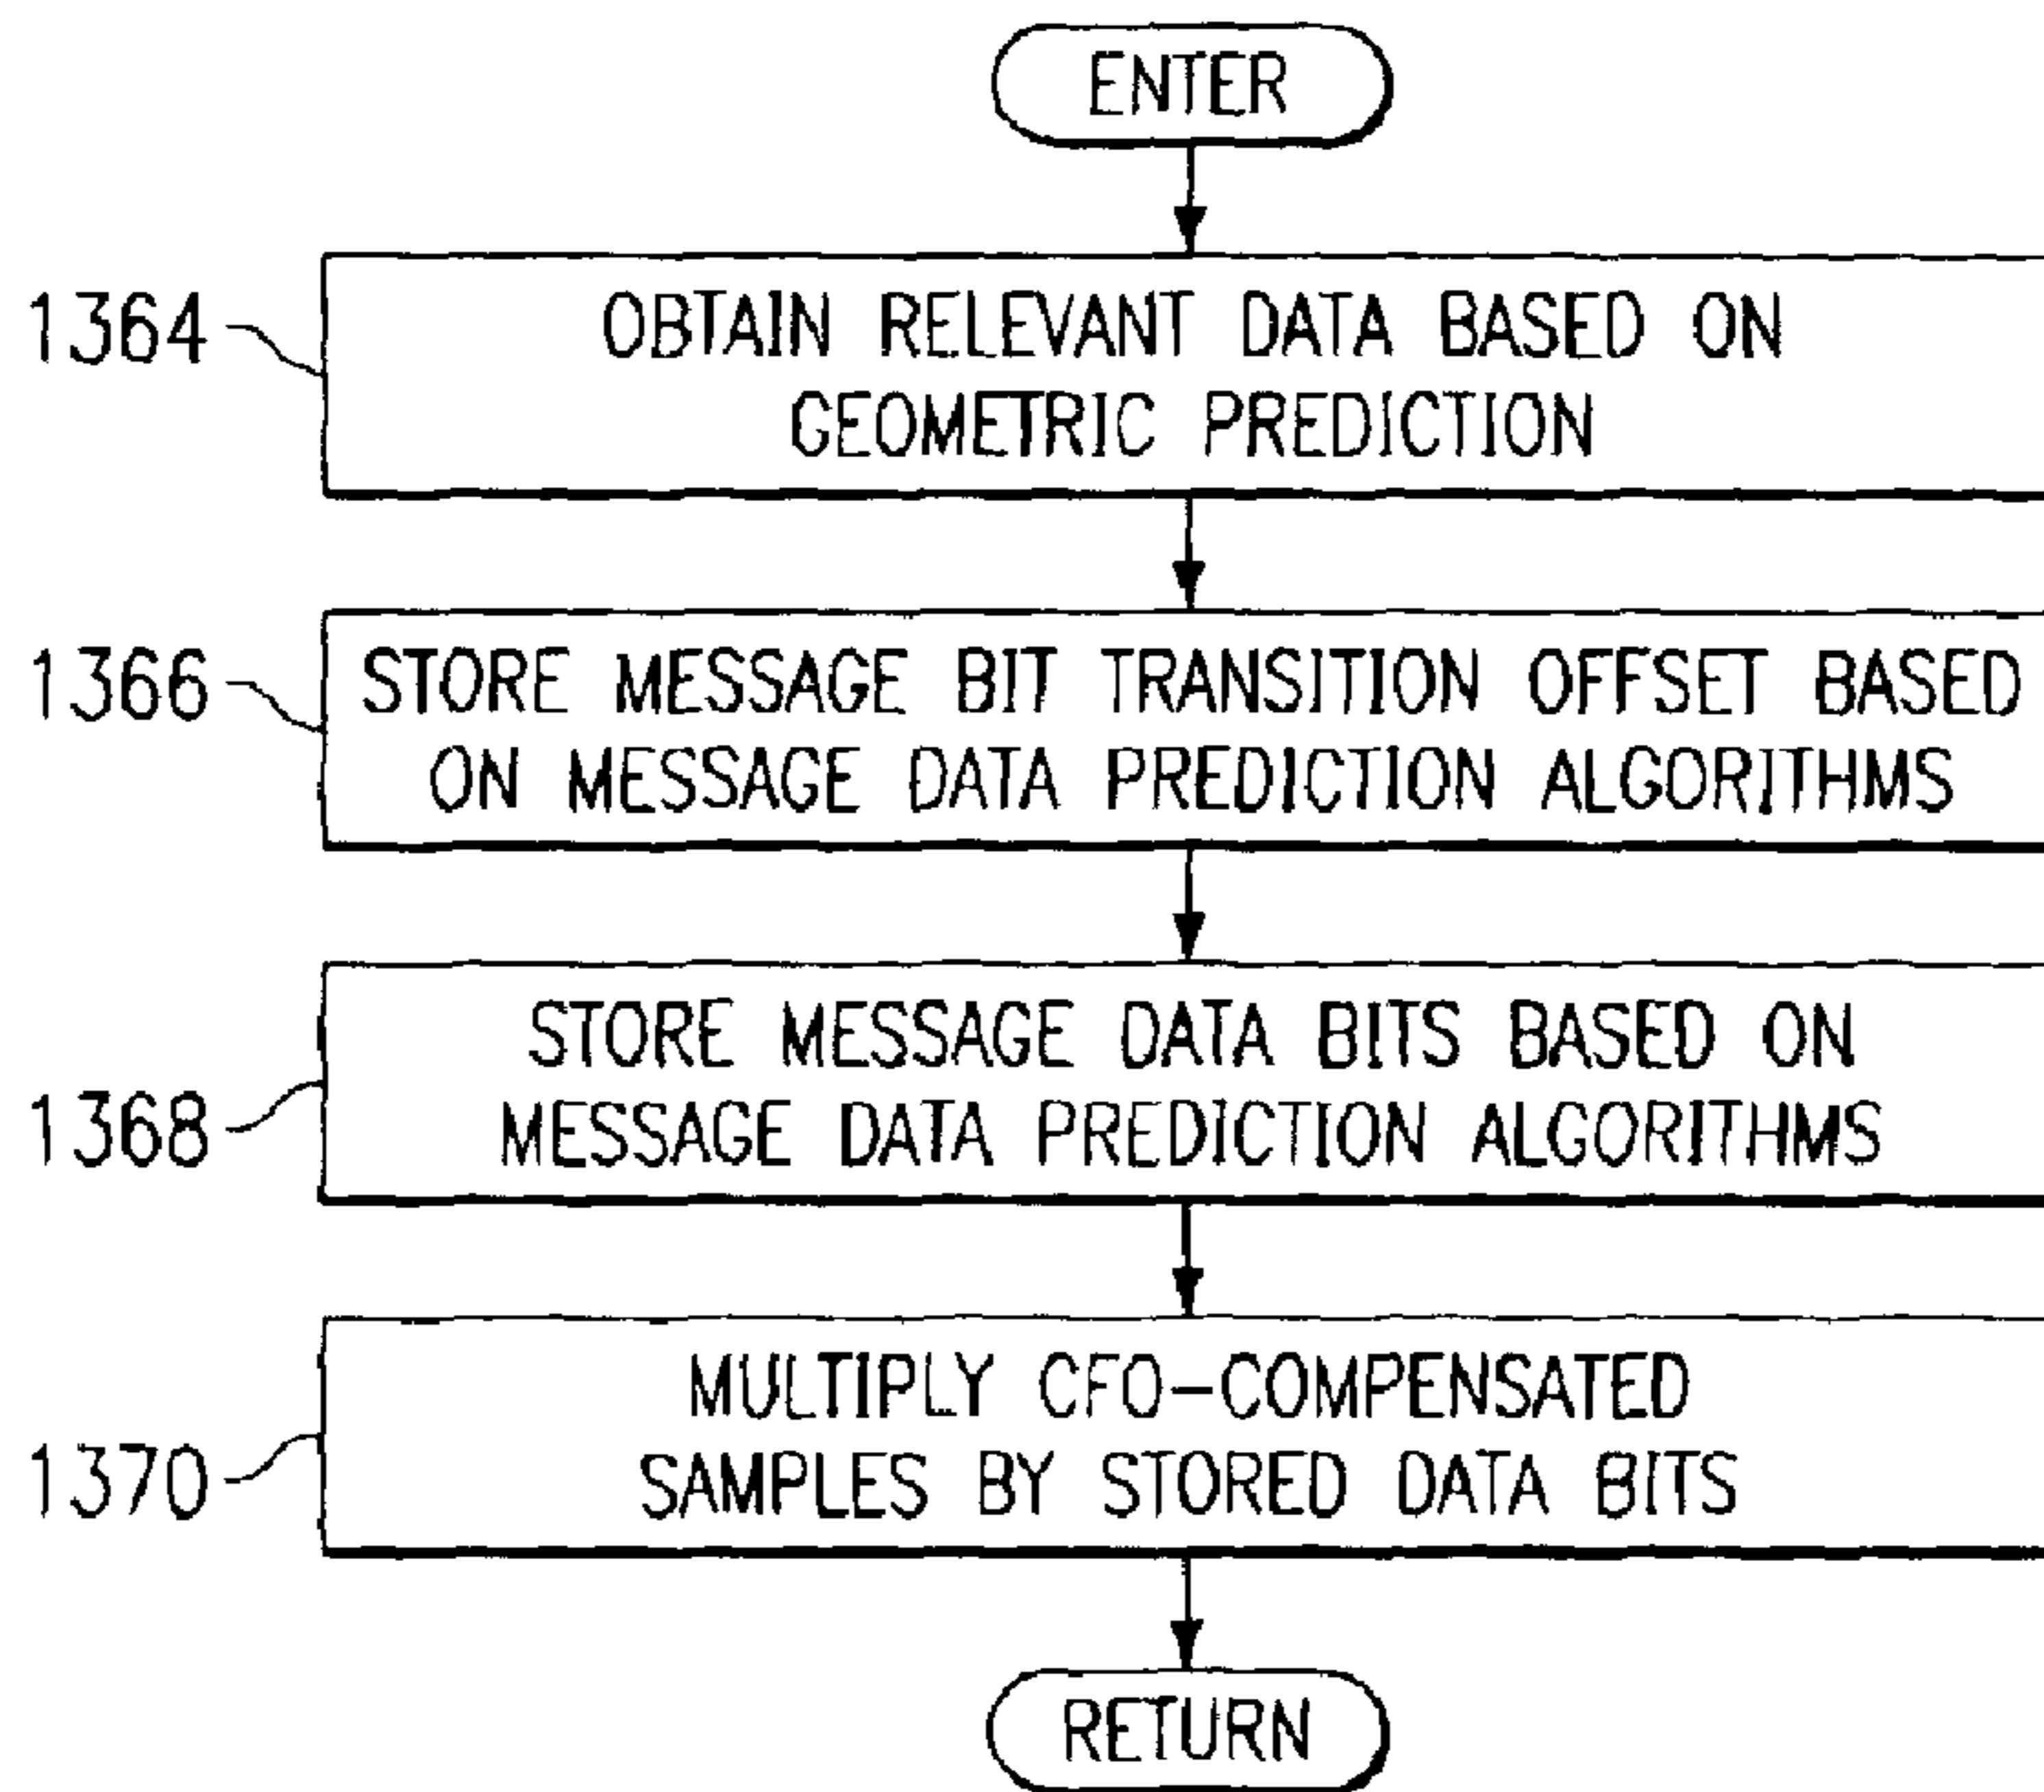 ENTER
1364
OBTAIN RELEVANT DATA BASED ON
GEOMETRIC PREDICTION
1366
STORE MESSAGE BIT TRANSITION OFFSET BASED
ON MESSAGE DATA PREDICTION ALGORITHMS
1368
STORE MESSAGE DATA BITS BASED ON
MESSAGE DATA PREDICTION ALGORITHMS
1370
MULTIPLY CFO-COMPENSATED
SAMPLES BY STORED DATA BITS
RETURN